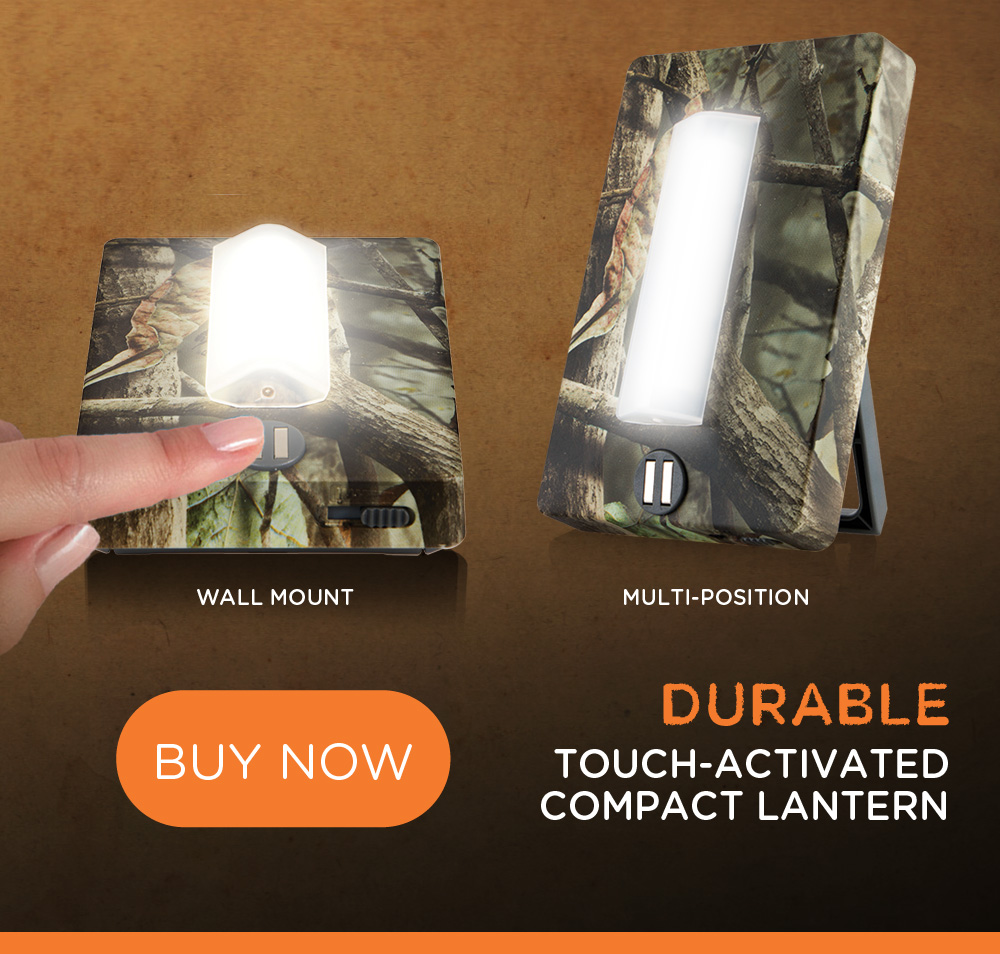 WALL MOUNT
MULTI-POSITION
BUY NOW
DURABLE
TOUCH-ACTIVATED
COMPACT LANTERN